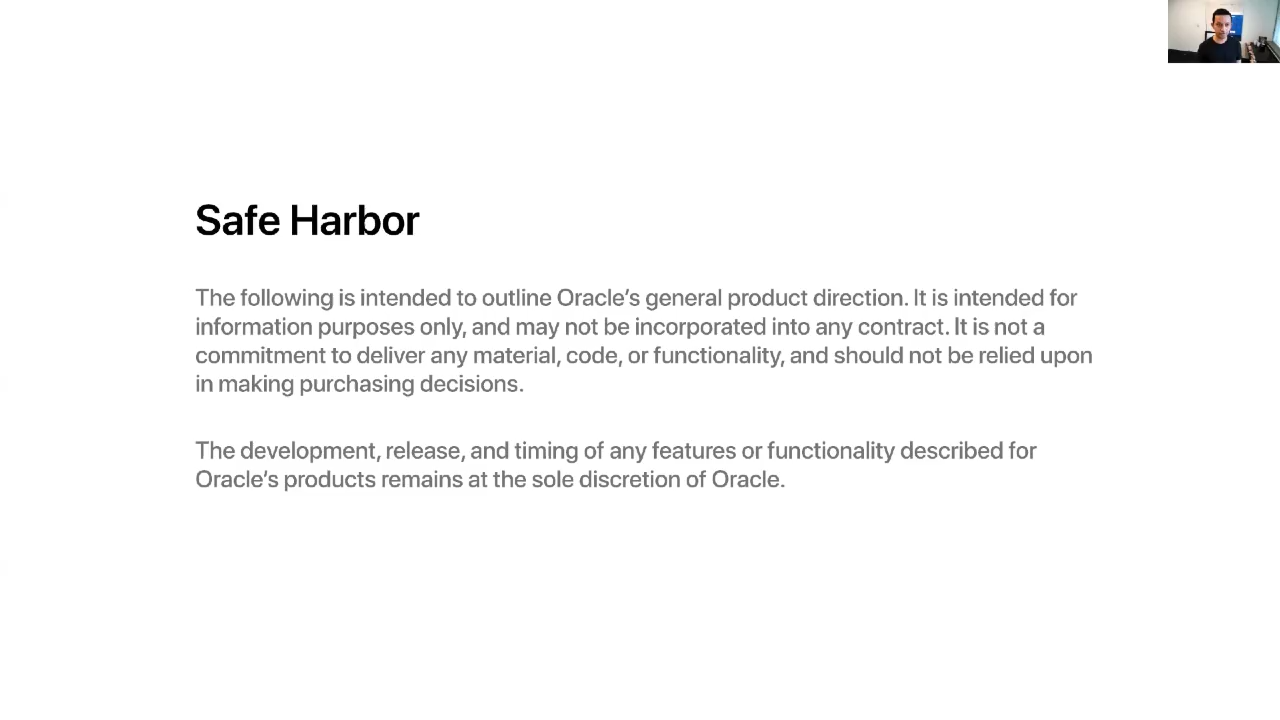 Safe Harbor
The following is intended to outline Oracle’s general product direction. It is intended for
information purposes only, and may not be incorporated into any contract. It is not a
commitment to deliver any material, code, or functionality, and should not be relied upon
in making purchasing decisions.
The development, release, and timing of any features or functionality described for
Oracle’s products remains at the sole discretion of Oracle.